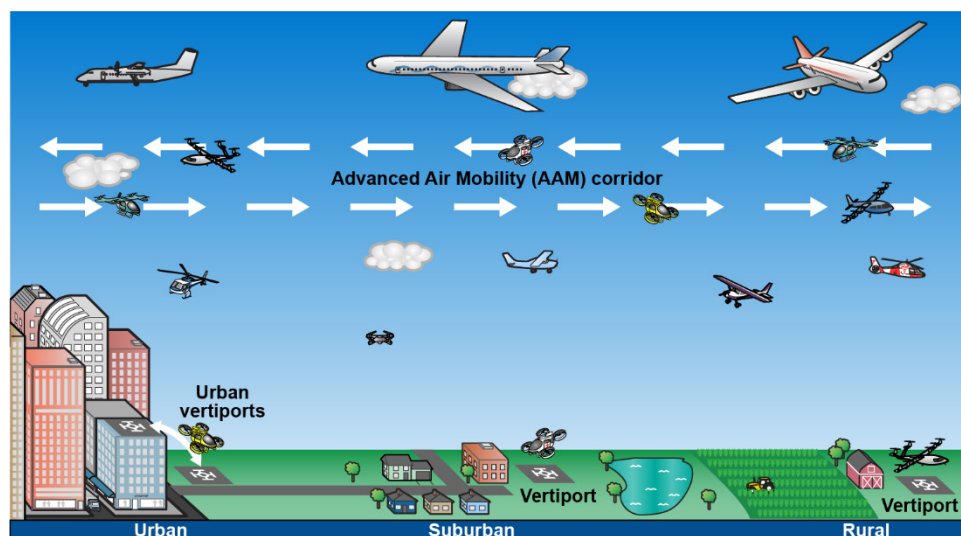 Advanced Air Mobility (AAM) corridor
Urban
vertiports
Vertiport
Vertiport
Urban
Suburban
Rural